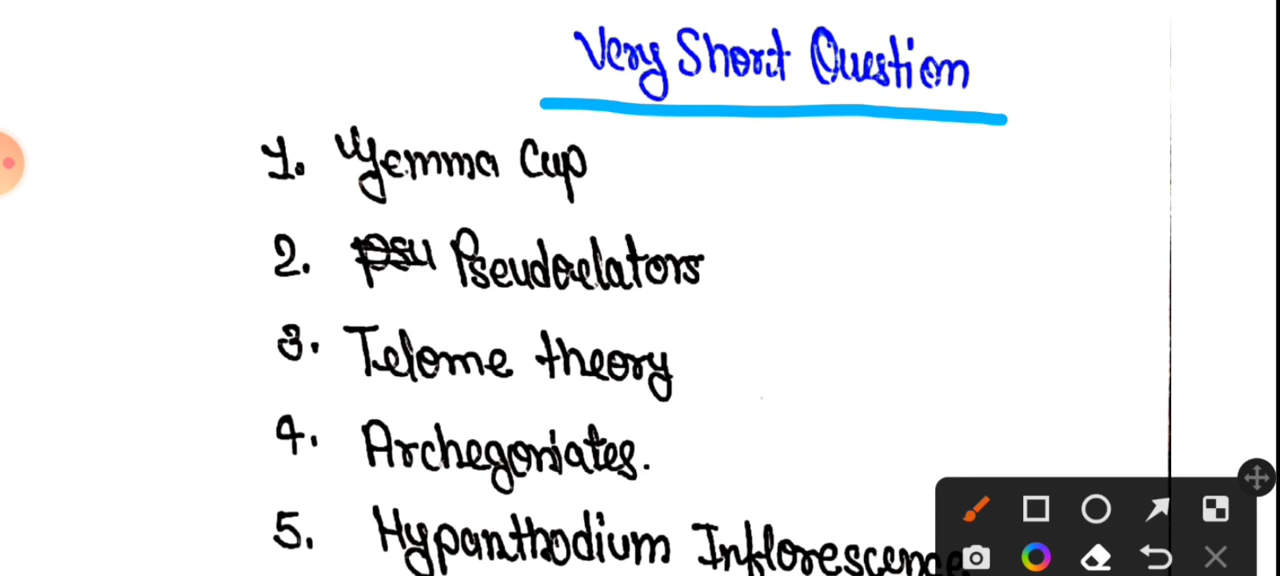 Very Short Question
1. Gemma Cup
2. Pseudoelators
3. Telome theory
4. Archegoniates.
5. Hypanthodium Inflorescence